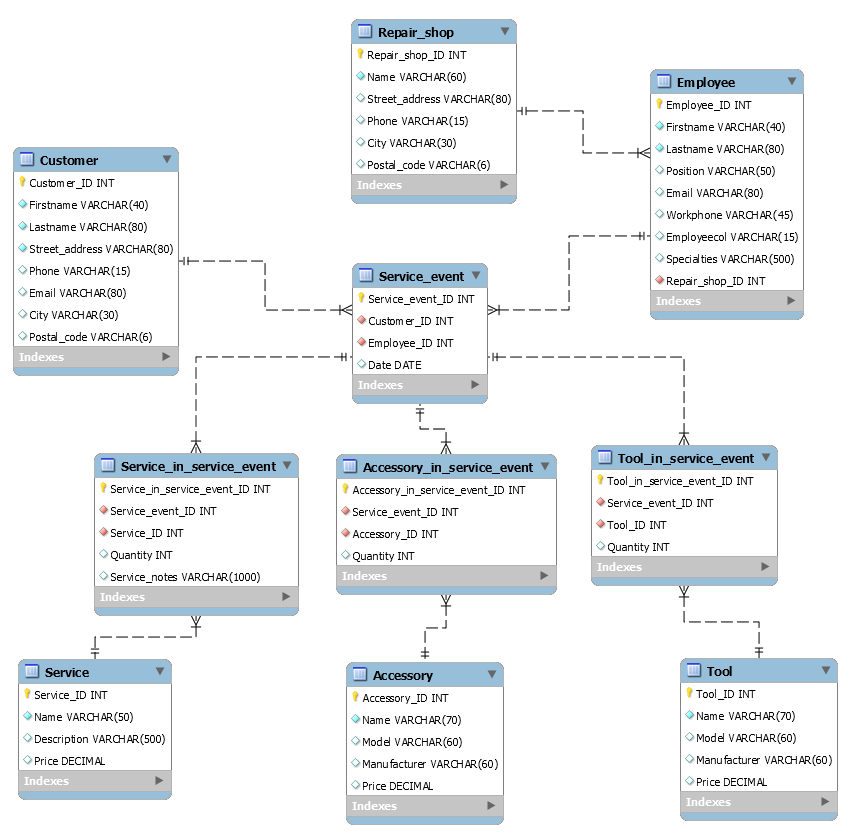 Repair_shop
Repair_shop_ID INT
Name VARCHAR(60)
Street_address VARCHAR(80)
Phone VARCHAR(15)
City VARCHAR(30)
Postal_code VARCHAR(6)
Indexes
Employee
Employee_ID INT
Firstname VARCHAR(40)
Lastname VARCHAR(80)
Position VARCHAR(50)
Email VARCHAR(80)
Workphone VARCHAR(45)
Employeecol VARCHAR(15)
Specialties VARCHAR(500)
Repair_shop_ID INT
Indexes
Customer
Customer_ID INT
Firstname VARCHAR(40)
Lastname VARCHAR(80)
Street_address VARCHAR(80)
Phone VARCHAR(15)
Email VARCHAR(80)
City VARCHAR(30)
Postal_code VARCHAR(6)
Indexes
Service_event
Service_event_ID INT
Customer_ID INT
Employee_ID INT
Date DATE
Indexes
Service_in_service_event
Service_in_service_event_ID INT
Service_event_ID INT
Service_ID INT
Quantity INT
Service_notes VARCHAR(1000)
Indexes
Accessory_in_service_event
Accessory_in_service_event_ID INT
Service_event_ID INT
Accessory_ID INT
Quantity INT
Indexes
Tool_in_service_event
Tool_in_service_event_ID INT
Service_event_ID INT
Tool_ID INT
Quantity INT
Indexes
Service
Service_ID INT
Name VARCHAR(50)
Description VARCHAR(500)
Price DECIMAL
Indexes
Accessory
Accessory_ID INT
Name VARCHAR(70)
Model VARCHAR(60)
Manufacturer VARCHAR(60)
Price DECIMAL
Indexes
Tool
Tool_ID INT
Name VARCHAR(70)
Model VARCHAR(60)
Manufacturer VARCHAR(60)
Price DECIMAL
Indexes